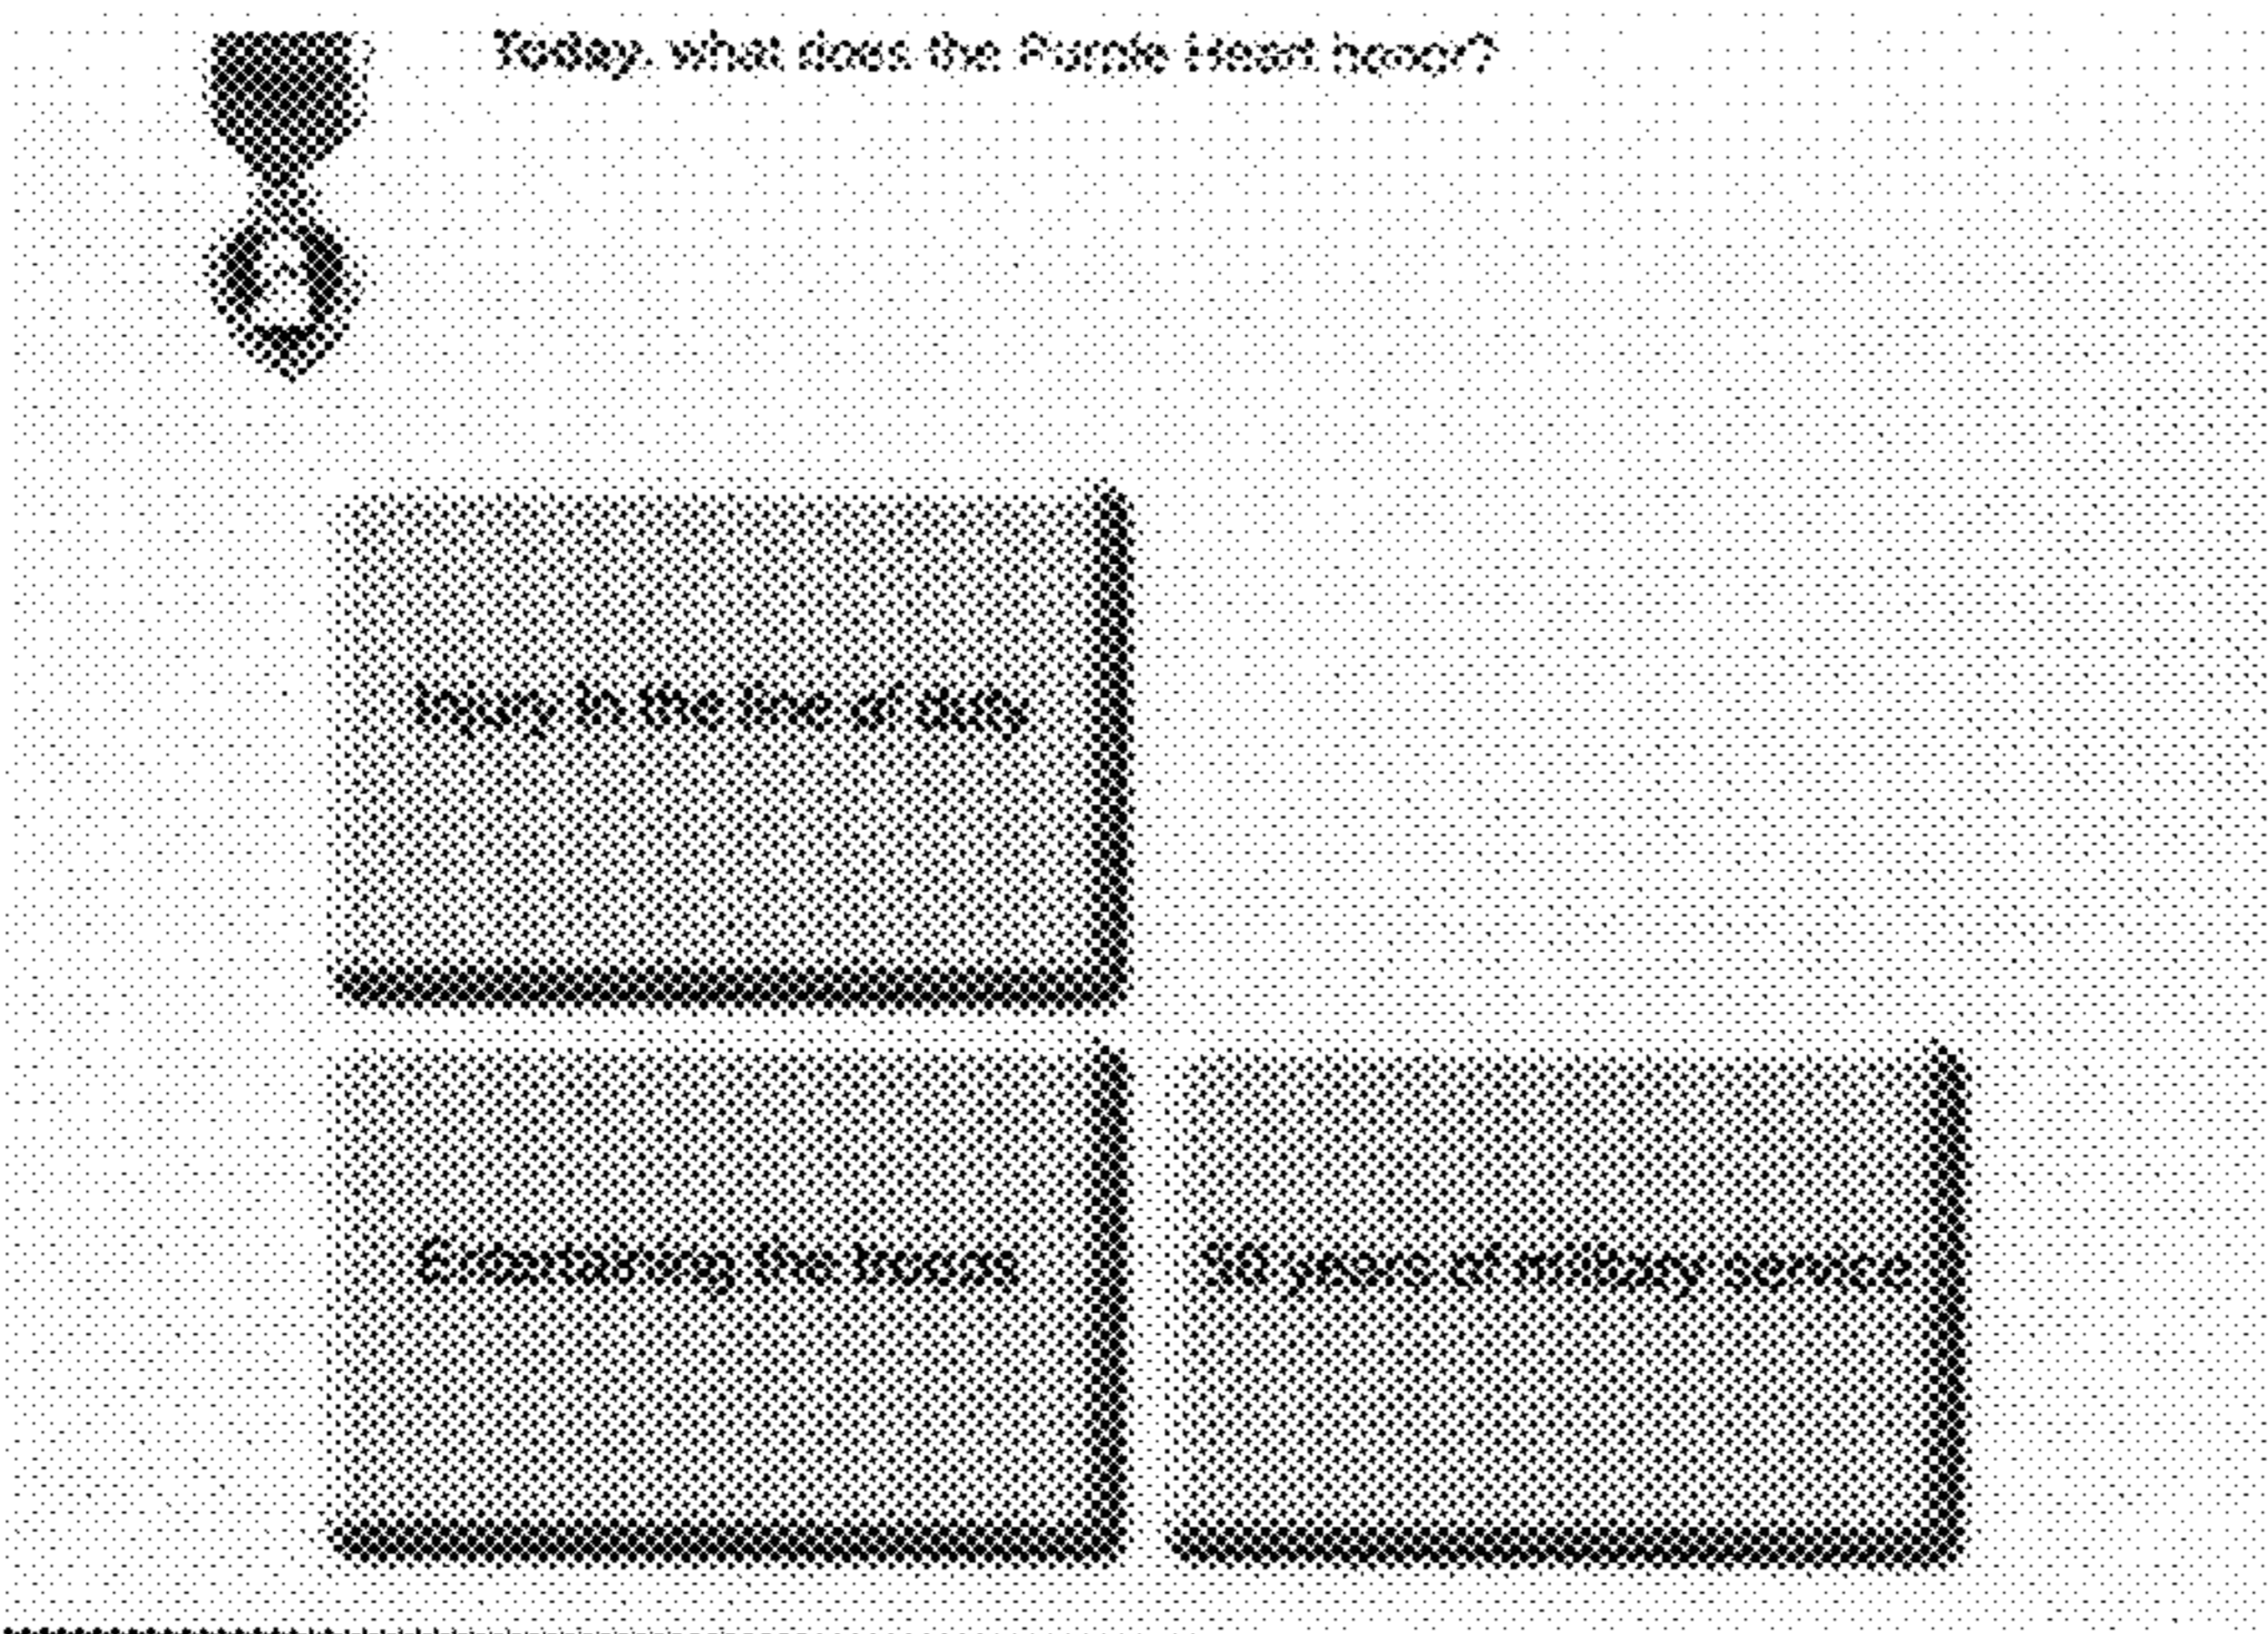 Today, what does the Purple Heart honor?
Injury in the line of duty
Entertaining the troops
50 years of military service